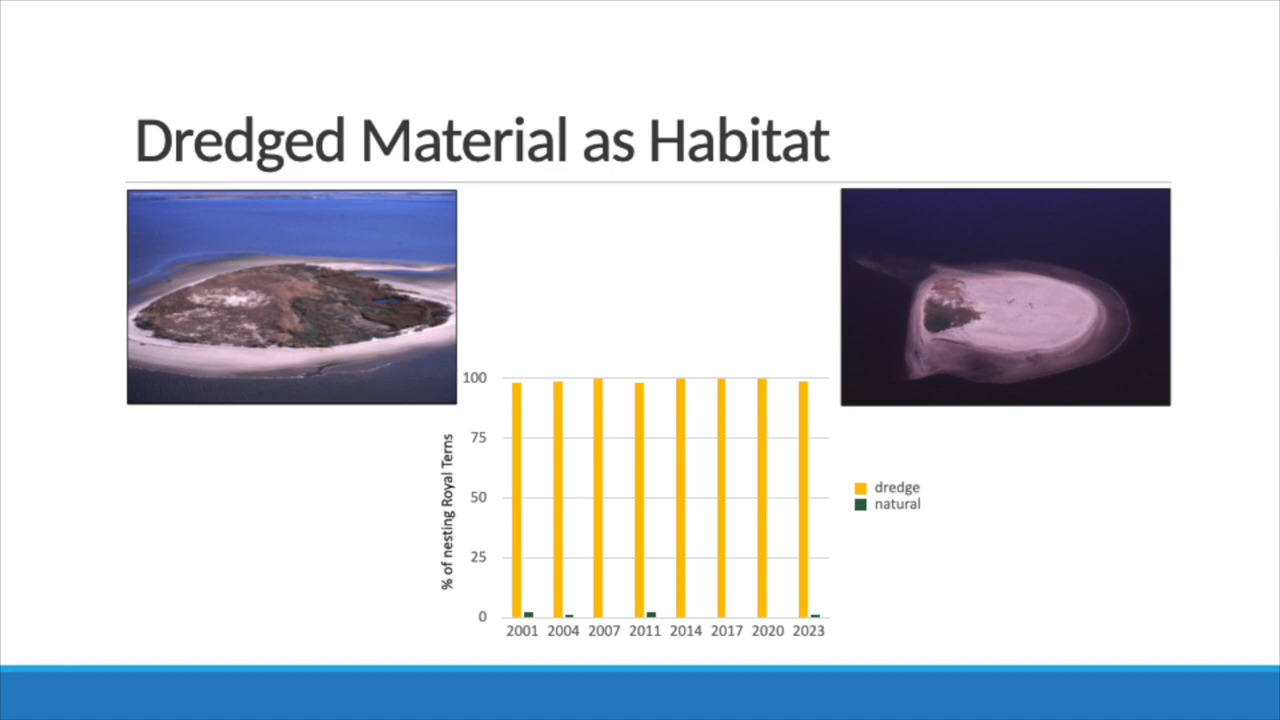 Dredged Material as Habitat
% of nesting Royal Terns
100
75
50
25
0
2001 2004 2007 2011 2014 2017 2020 2023
dredge
natural